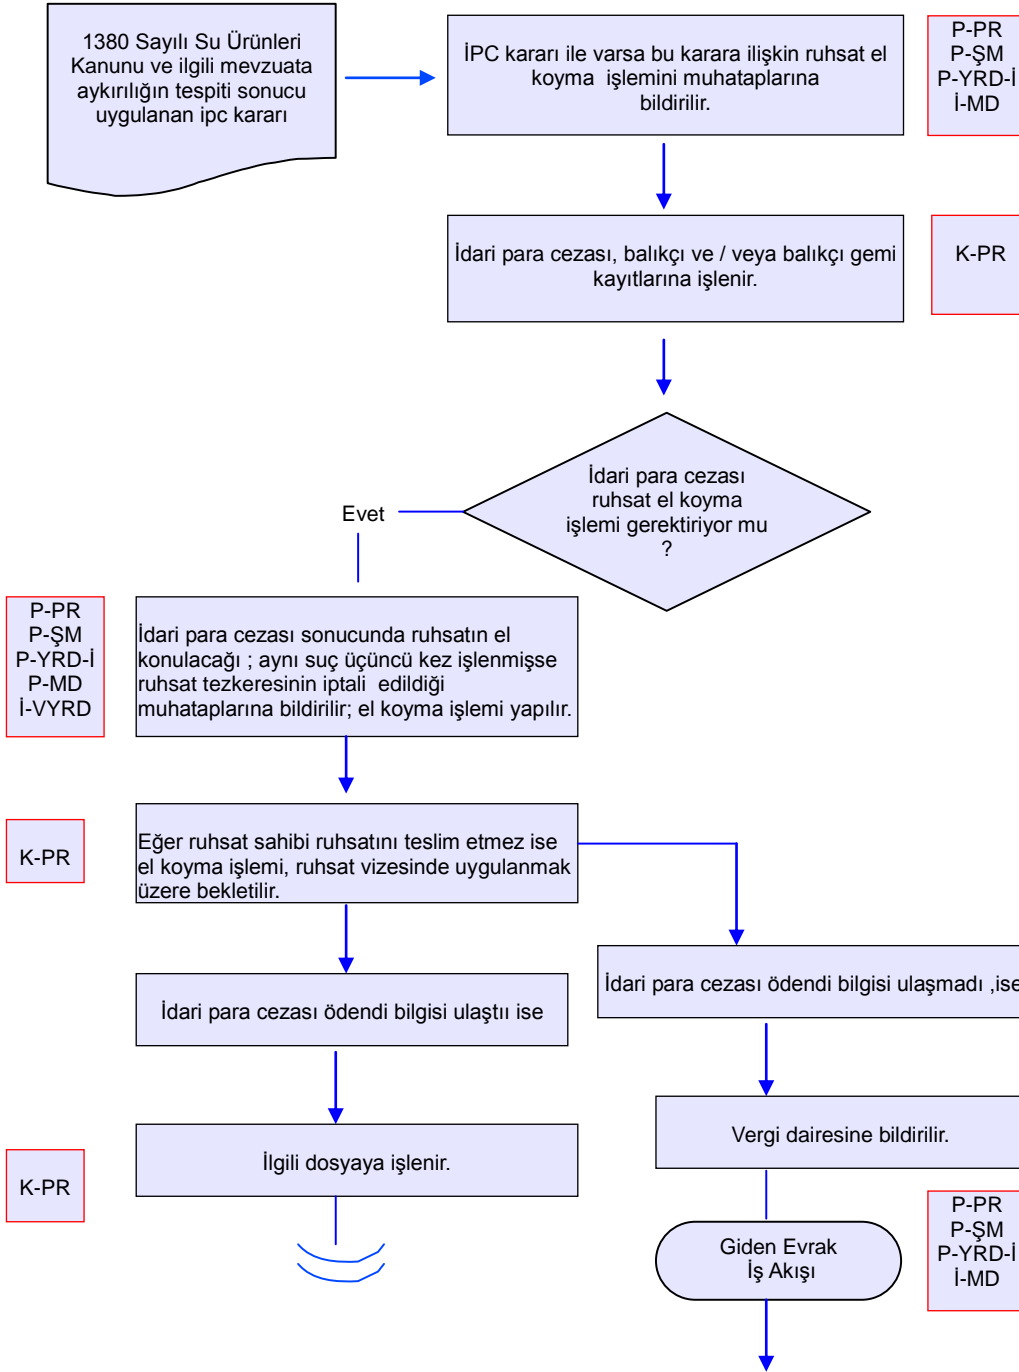 1380 Sayılı Su Ürünleri
Kanunu ve ilgili mevzuata
aykırılığın tespiti sonucu
uygulanan ipc kararı
İPC kararı ile varsa bu karara ilişkin ruhsat el
koyma işlemini muhataplarına
bildirilir.
P-PR
P-ŞM
P-YRD-İ
İ-MD
İdari para cezası, balıkçı ve / veya balıkçı gemi
kayıtlarına işlenir.
K-PR
İdari para cezası
ruhsat el koyma
işlemi gerektiriyor mu
?
Evet
P-PR
P-ŞM
P-YRD-İ
P-MD
İ-VYRD
İdari para cezası sonucunda ruhsatın el
konulacağı ; aynı suç üçüncü kez işlenmişse
ruhsat tezkeresinin iptali edildiği
muhataplarına bildirilir; el koyma işlemi yapılır.
K-PR
Eğer ruhsat sahibi ruhsatını teslim etmez ise
el koyma işlemi, ruhsat vizesinde uygulanmak
üzere bekletilir.
İdari para cezası ödendi bilgisi ulaştıı ise
İdari para cezası ödendi bilgisi ulaşmadı ,ise
K-PR
İlgili dosyaya işlenir.
Vergi dairesine bildirilir.
Giden Evrak
İş Akışı
P-PR
P-ŞM
P-YRD-İ
İ-MD